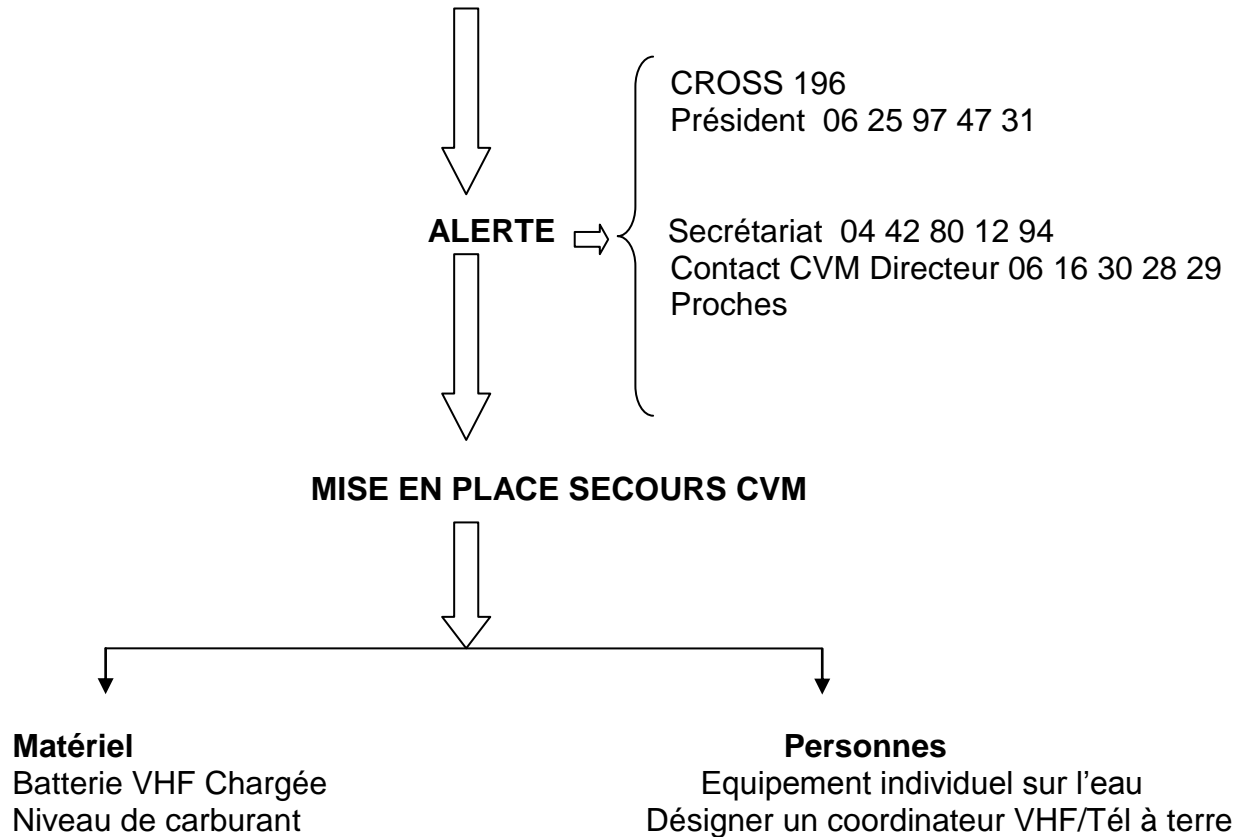 CROSS 196
Président 06 25 97 47 31
ALERTE
Secrétariat 04 42 80 12 94
Contact CVM Directeur 06 16 30 28 29
Proches
MISE EN PLACE SECOURS CVM
Matériel
Batterie VHF Chargée
Niveau de carburant
Personnes
Equipement individuel sur l’eau
Désigner un coordinateur VHF/Tél à terre